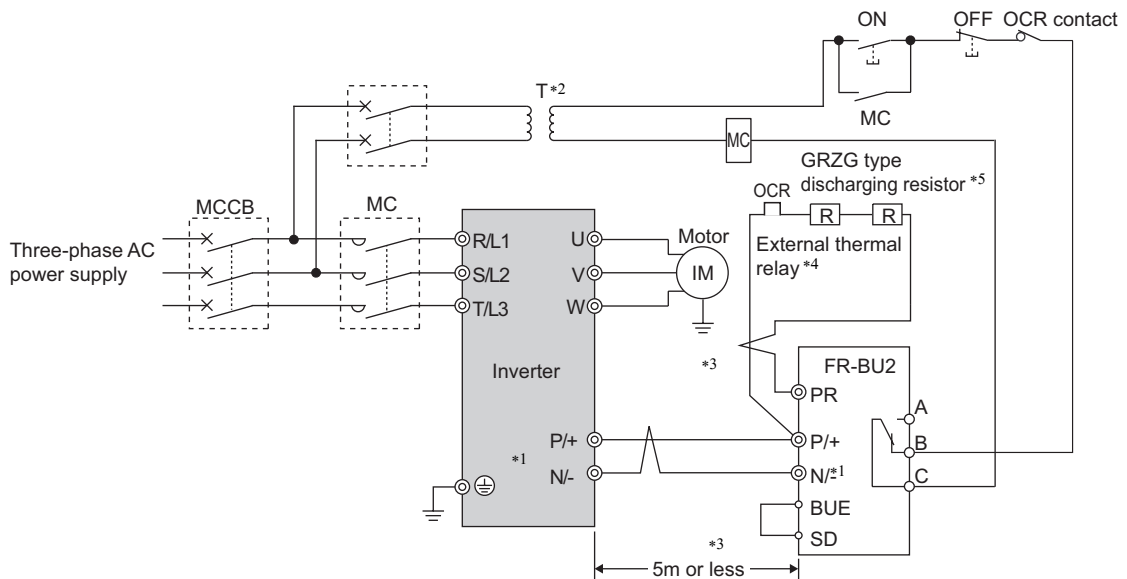 ON
OFF
OCR contact
T*2
MC
MC
GRZG type
discharging resistor *5
OCR
R
R
MCCB
MC
External thermal
relay *4
Three-phase AC
power supply
R/L1
S/L2
T/L3
U
V
W
Motor
IM
Inverter
*3
FR-BU2
PR
A
P/+
P/+
B
*1
N/-
N/-*1
C
BUE
SD
*3
5m or less